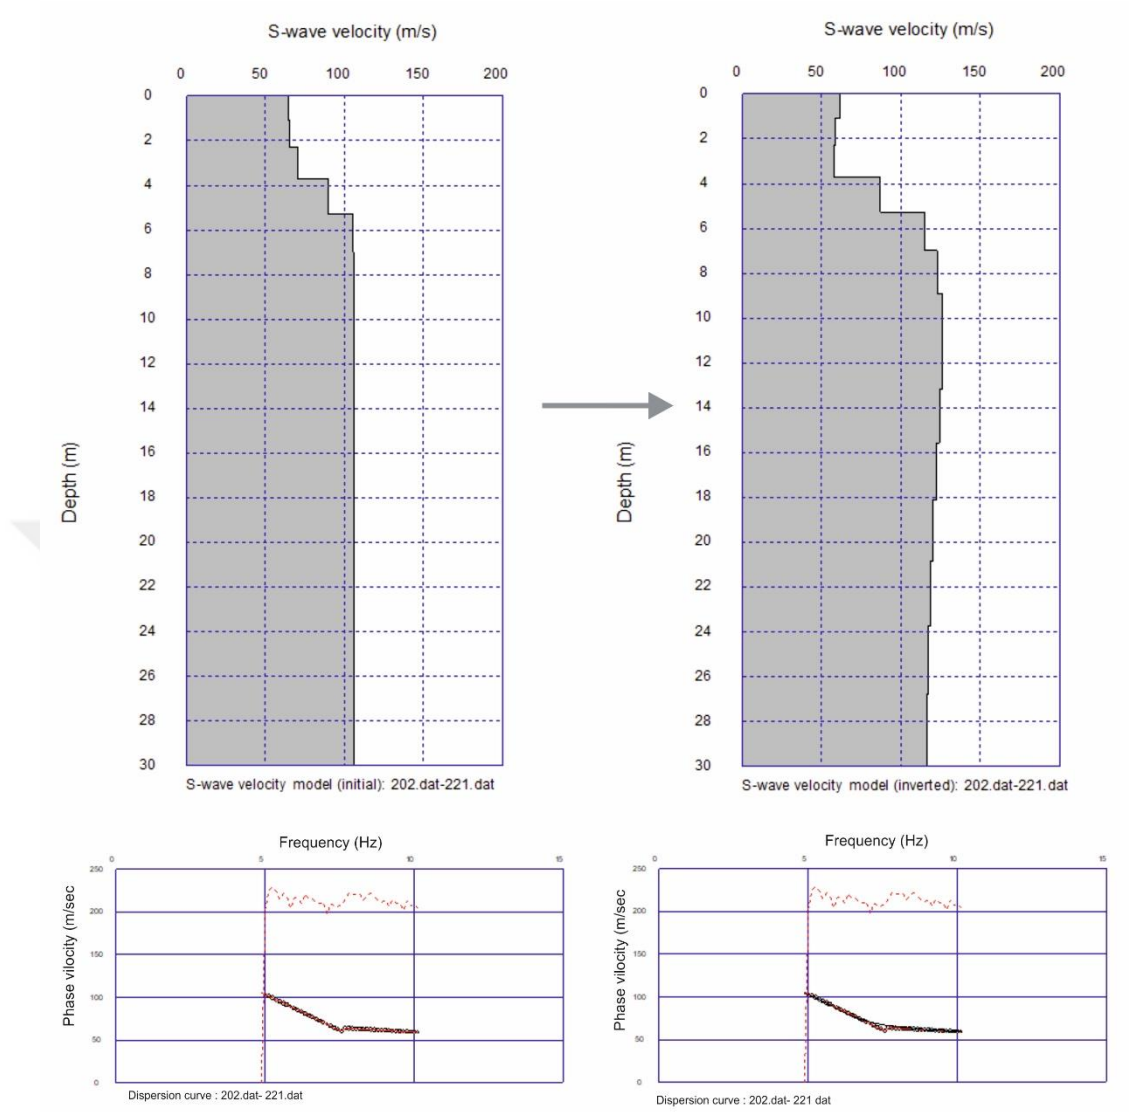 S-wave velocity (m/s)
0 50 100 150 200
0
2
4
6
8
10
12
14
16
18
20
22
24
26
28
30
Depth (m)
S-wave velocity model (initial): 202.dat-221.dat
S-wave velocity (m/s)
0 50 100 150 200
0
2
4
6
8
10
12
14
16
18
20
22
24
26
28
30
Depth (m)
S-wave velocity model (inverted): 202.dat-221.dat
Frequency (Hz)
0 5 10 15
250
200
150
100
50
0
Phase vilocity (m/sec
Dispersion curve : 202.dat- 221.dat
Frequency (Hz)
0 5 10 15
250
200
150
100
50
0
Phase vilocity (m/sec
Dispersion curve : 202.dat- 221 dat